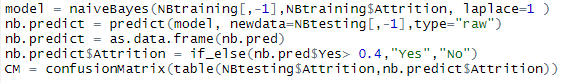 model = naiveBayes(NBtraining[,-1],NBtraining$Attrition, laplace=1 )
nb.predict = predict(model, newdata=NBtesting[,-1],type="raw")
nb.predict = as.data.frame(nb.pred)
nb.predict$Attrition = if_else(nb.pred$Yes> 0.4,"Yes","No")
CM = confusionMatrix(table(NBtesting$Attrition,nb.predict$Attrition))